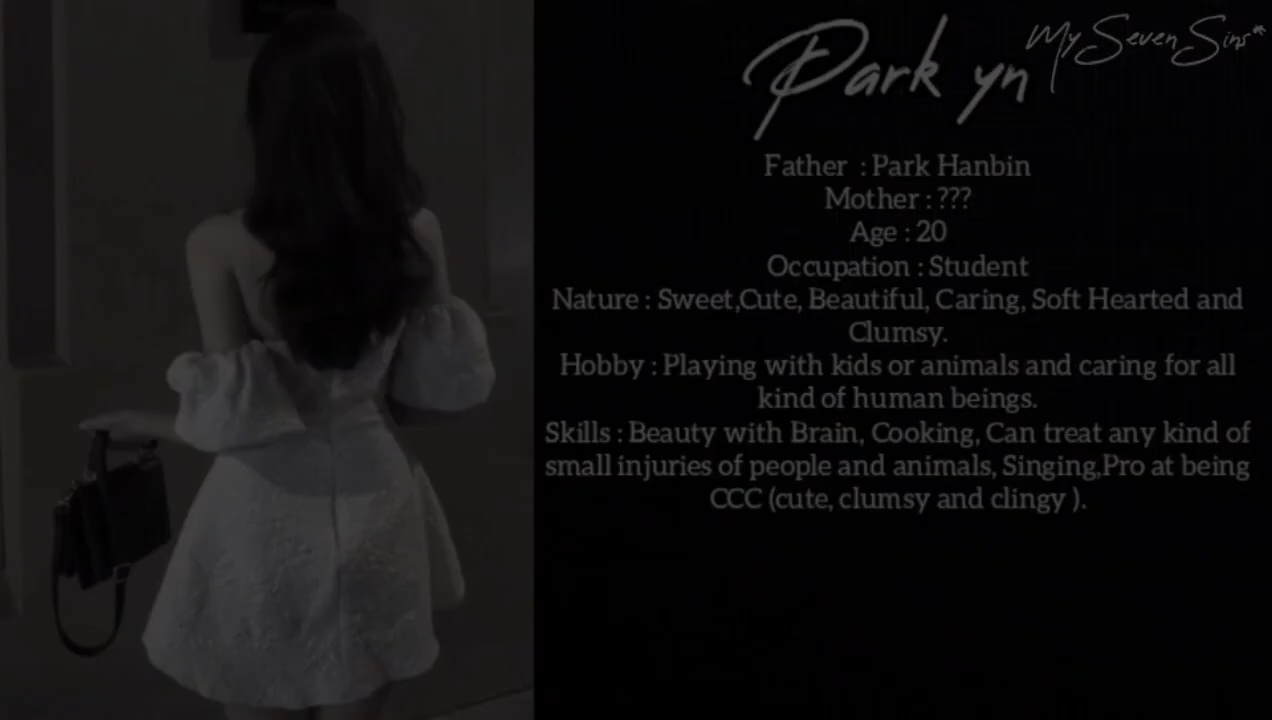 Park yn
My Seven Sins*
Father : Park Hanbin
Mother : ???
Age : 20
Occupation : Student
Nature : Sweet,Cute, Beautiful, Caring, Soft Hearted and
Clumsy.
Hobby : Playing with kids or animals and caring for all
kind of human beings.
Skills : Beauty with Brain, Cooking, Can treat any kind of
small injuries of people and animals, Singing,Pro at being
CCC (cute, clumsy and clingy ).